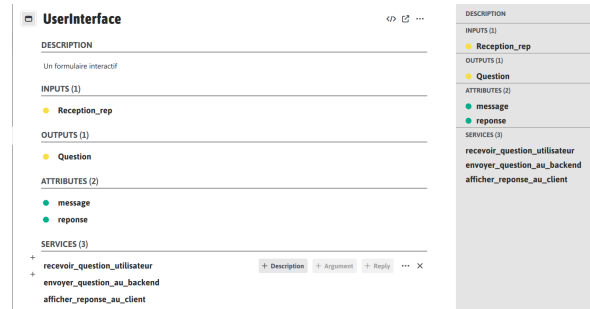 UserInterface
DESCRIPTION
Un formulaire interactif
INPUTS (1)
Reception_rep
OUTPUTS (1)
Question
ATTRIBUTES (2)
message
reponse
SERVICES (3)
recevoir_question_utilisateur + Description + Argument + Reply
envoyer_question_au_backend
afficher_reponse_au_client
DESCRIPTION
INPUTS (1)
Reception_rep
OUTPUTS (1)
Question
ATTRIBUTES (2)
message
reponse
SERVICES (3)
recevoir_question_utilisateur
envoyer_question_au_backend
afficher_reponse_au_client